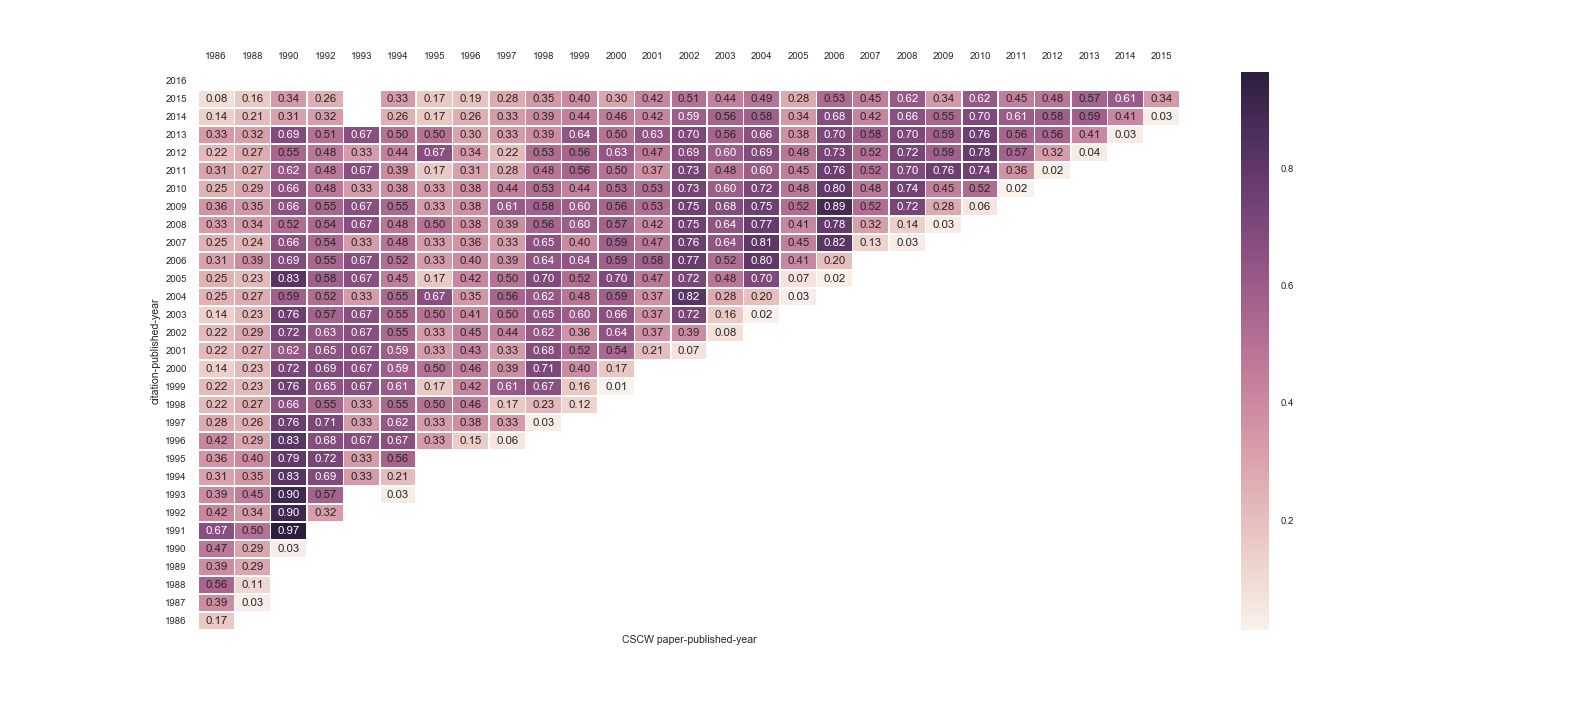 1986 1988 1990 1992 1993 1994 1995 1996 1997 1998 1999 2000 2001 2002 2003 2004 2005 2006 2007 2008 2009 2010 2011 2012 2013 2014 2015
2016
2015 0.08 0.16 0.34 0.26 0.33 0.17 0.19 0.28 0.35 0.40 0.30 0.42 0.51 0.44 0.49 0.28 0.53 0.45 0.62 0.34 0.62 0.45 0.48 0.57 0.61 0.34
2014 0.14 0.21 0.31 0.32 0.26 0.17 0.26 0.33 0.39 0.44 0.46 0.42 0.59 0.56 0.58 0.34 0.68 0.42 0.66 0.55 0.70 0.61 0.58 0.59 0.41 0.03
2013 0.33 0.32 0.69 0.51 0.67 0.50 0.50 0.30 0.33 0.39 0.64 0.50 0.63 0.70 0.56 0.66 0.38 0.70 0.58 0.70 0.59 0.76 0.56 0.56 0.41 0.03
2012 0.22 0.27 0.55 0.48 0.33 0.44 0.67 0.34 0.22 0.53 0.56 0.63 0.47 0.69 0.60 0.69 0.48 0.73 0.52 0.72 0.59 0.78 0.57 0.32 0.04
2011 0.31 0.27 0.62 0.48 0.67 0.39 0.17 0.31 0.28 0.48 0.56 0.50 0.37 0.73 0.48 0.60 0.45 0.76 0.52 0.70 0.76 0.74 0.36 0.02
2010 0.25 0.29 0.66 0.48 0.33 0.38 0.33 0.38 0.44 0.53 0.44 0.53 0.53 0.73 0.60 0.72 0.48 0.80 0.48 0.74 0.45 0.52 0.02
2009 0.36 0.35 0.66 0.55 0.67 0.55 0.33 0.38 0.61 0.58 0.60 0.56 0.53 0.75 0.68 0.75 0.52 0.89 0.52 0.72 0.28 0.06
2008 0.33 0.34 0.52 0.54 0.67 0.48 0.50 0.38 0.39 0.56 0.60 0.57 0.42 0.75 0.64 0.77 0.41 0.78 0.32 0.14 0.03
2007 0.25 0.24 0.66 0.54 0.33 0.48 0.33 0.36 0.33 0.65 0.40 0.59 0.47 0.76 0.64 0.81 0.45 0.82 0.13 0.03
2006 0.31 0.39 0.69 0.55 0.67 0.52 0.33 0.40 0.39 0.64 0.64 0.59 0.58 0.77 0.52 0.80 0.41 0.20
2005 0.25 0.23 0.83 0.58 0.67 0.45 0.17 0.42 0.50 0.70 0.52 0.70 0.47 0.72 0.48 0.70 0.07 0.02
2004 0.25 0.27 0.59 0.52 0.33 0.55 0.67 0.35 0.56 0.62 0.48 0.59 0.37 0.82 0.28 0.20 0.03
2003 0.14 0.23 0.76 0.57 0.67 0.55 0.50 0.41 0.50 0.65 0.60 0.66 0.37 0.72 0.16 0.02
2002 0.22 0.29 0.72 0.63 0.67 0.55 0.33 0.45 0.44 0.62 0.36 0.64 0.37 0.39 0.08
2001 0.22 0.27 0.62 0.65 0.67 0.59 0.33 0.43 0.33 0.68 0.52 0.54 0.21 0.07
2000 0.14 0.23 0.72 0.69 0.67 0.59 0.50 0.46 0.39 0.71 0.40 0.17
1999 0.22 0.23 0.76 0.65 0.67 0.61 0.17 0.42 0.61 0.67 0.16 0.01
1998 0.22 0.27 0.66 0.55 0.33 0.55 0.50 0.46 0.17 0.23 0.12
1997 0.28 0.26 0.76 0.71 0.33 0.62 0.33 0.38 0.33 0.03
1996 0.42 0.29 0.83 0.68 0.67 0.67 0.33 0.15 0.06
1995 0.36 0.40 0.79 0.72 0.33 0.56
1994 0.31 0.35 0.83 0.69 0.33 0.21
1993 0.39 0.45 0.90 0.57 0.03
1992 0.42 0.34 0.90 0.32
1991 0.67 0.50 0.97
1990 0.47 0.29 0.03
1989 0.39 0.29
1988 0.56 0.11
1987 0.39 0.03
1986 0.17
citation-published-year
CSCW paper-published-year
0.8
0.6
0.4
0.2